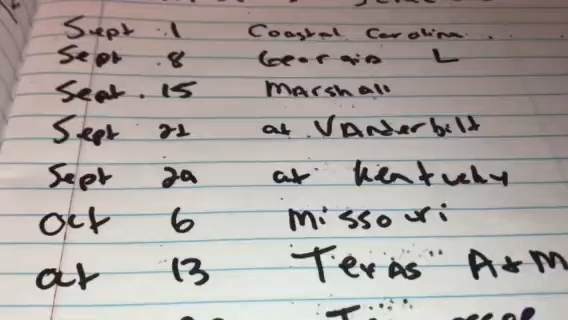 Sept 1 Coastal Carolina
Sept 8 Georgia L
Sept. 15 Marshall
Sept 22 at Vanderbilt
Sept 29 at Kentucky
Oct 6 Missouri
Oct 13 Texas A+M